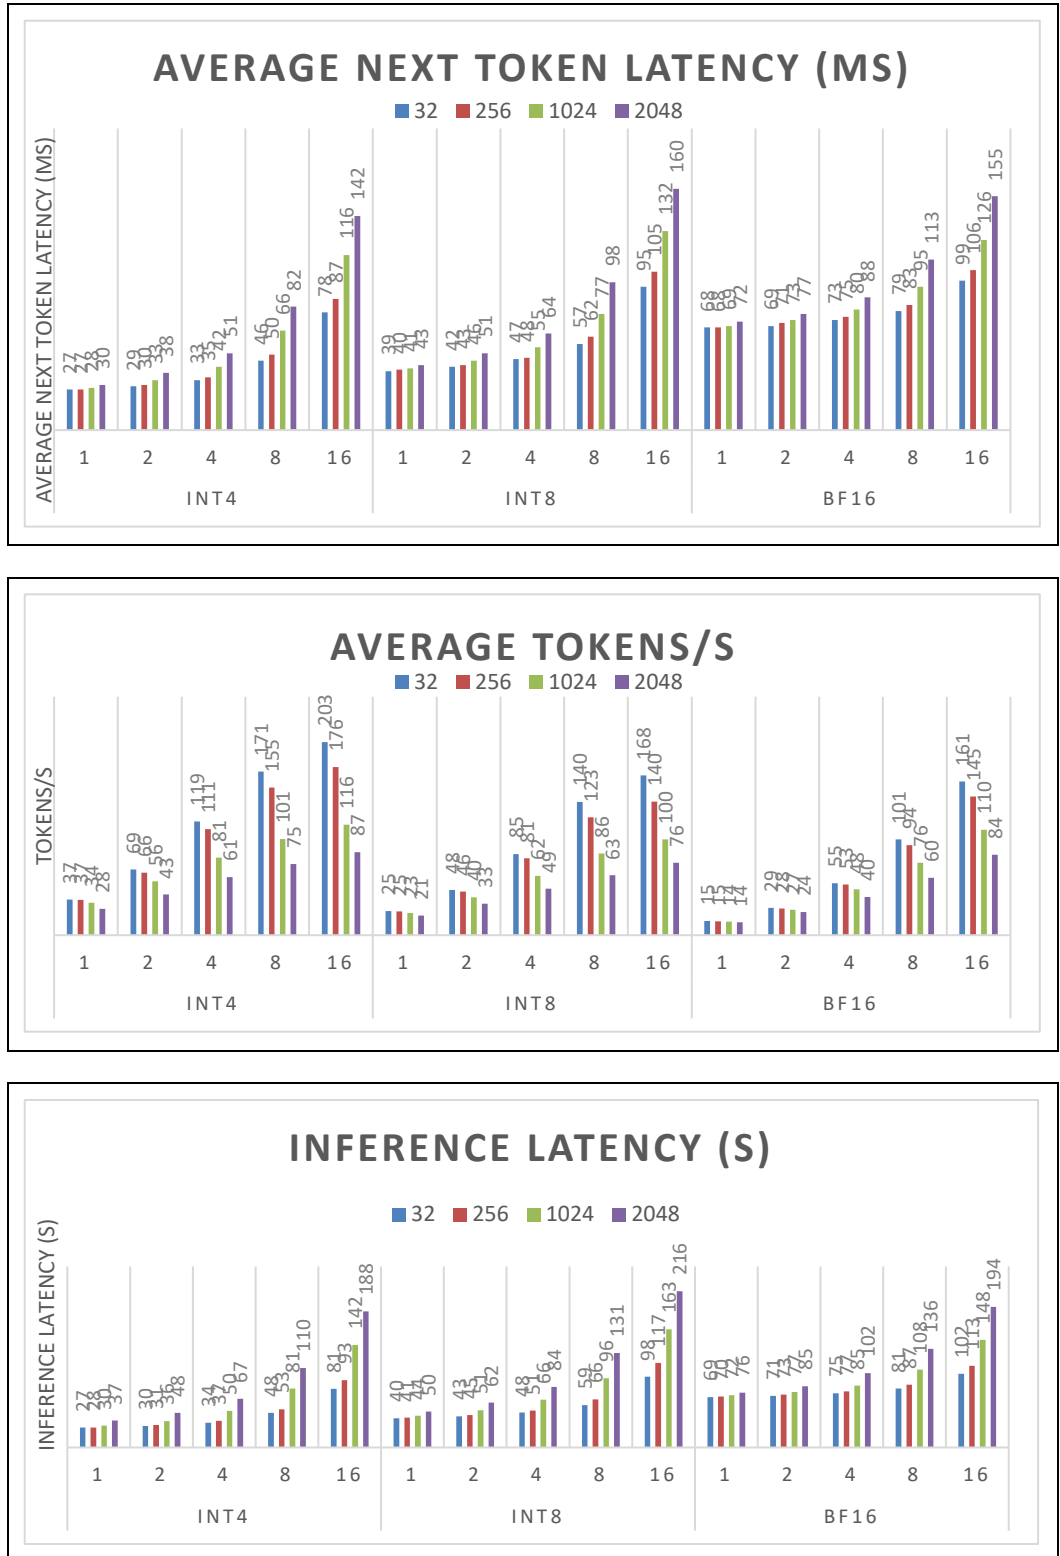 AVERAGE NEXT TOKEN LATENCY (MS)
32 256 1024 2048
AVERAGE NEXT TOKEN LATENCY (MS)
27 27 28 30 29 30 33 38 33 35 42 51 46 50 66 82 78 87 116 142 39 40 41 43 42 43 46 51 47 48 55 64 57 62 77 98 95 105 132 160 68 68 69 72 69 71 73 77 73 75 80 88 79 83 95 113 99 106 126 155
1 2 4 8 16 1 2 4 8 16 1 2 4 8 16
INT4 INT8 BF16
AVERAGE TOKENS/S
32 256 1024 2048
TOKENS/S
37 37 34 28 69 66 56 43 119 111 81 61 171 155 101 75 203 176 116 87 25 25 23 21 48 46 40 33 85 81 62 49 140 123 86 63 168 140 100 76 15 15 14 14 29 28 27 24 55 53 48 40 101 94 76 60 161 145 110 84
1 2 4 8 16 1 2 4 8 16 1 2 4 8 16
INT4 INT8 BF16
INFERENCE LATENCY (S)
32 256 1024 2048
INFERENCE LATENCY (S)
27 28 30 37 30 31 36 48 34 37 50 67 48 53 81 110 81 93 142 188 40 41 44 50 43 45 51 62 48 51 66 84 59 66 96 131 98 117 163 216 69 70 72 76 71 73 77 85 75 77 85 102 81 87 108 136 102 113 148 194
1 2 4 8 16 1 2 4 8 16 1 2 4 8 16
INT4 INT8 BF16